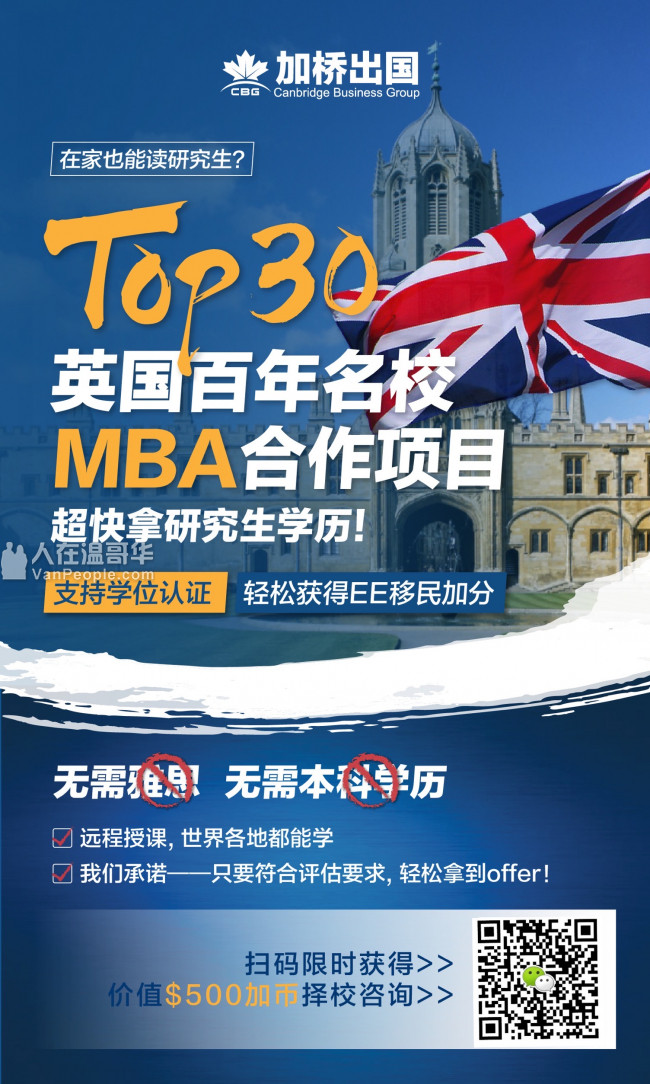 加桥出国
CBG
Canbridge Business Group
在家也能读研究生?
Top30
英国百年名校
MBA合作项目
超快拿研究生学历!
人在温哥华
VanPeople.com
支持学位认证
轻松获得EE移民加分
无需雅思 无需本科学历
远程授课, 世界各地都能学
我们承诺——只要符合评估要求, 轻松拿到offer!
扫码限时获得>>
价值$500加币择校咨询>>